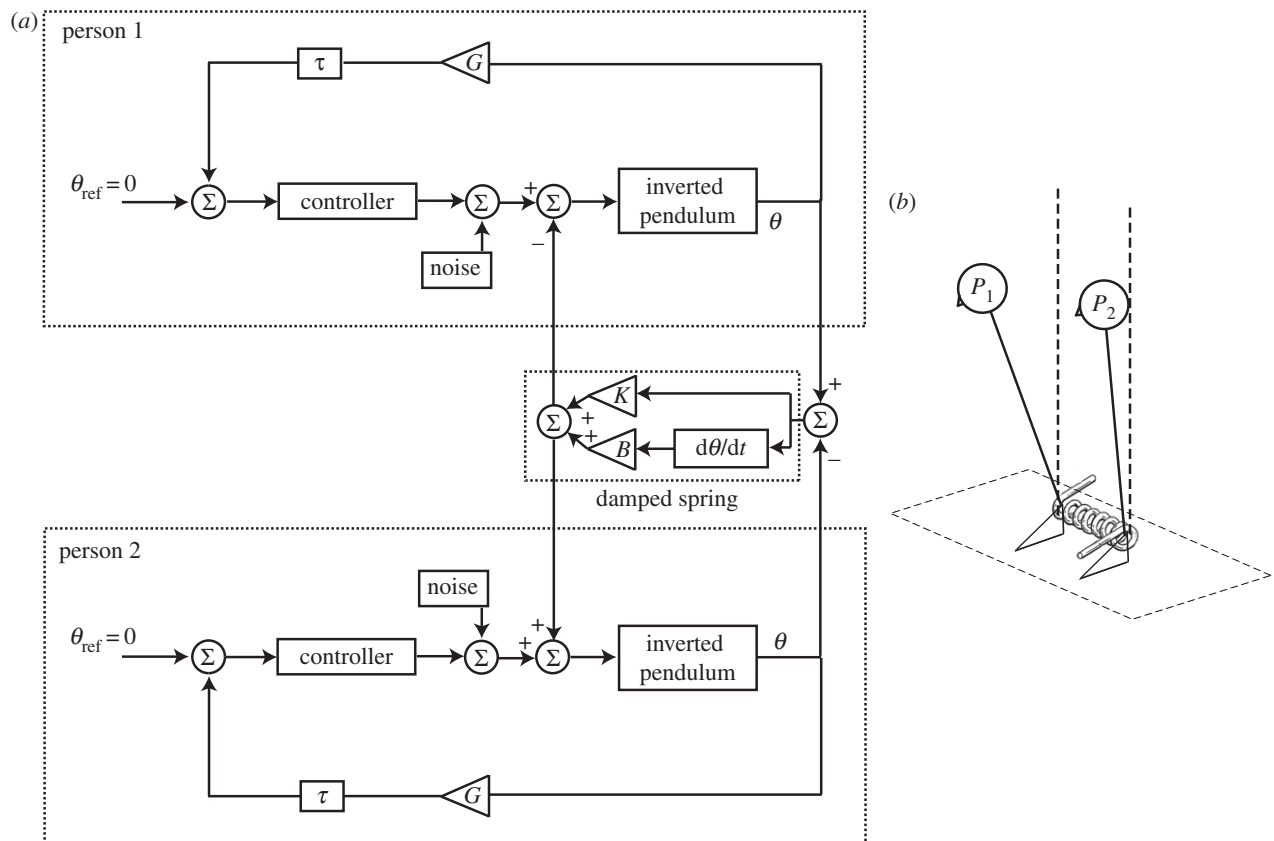 (a)
person 1
τ
G
θref = 0
Σ
controller
Σ
+
Σ
inverted
pendulum
θ
−
noise
(b)
P1
P2
K
+
Σ
+
+
Σ
B
dθ/dt
−
damped spring
person 2
noise
θref = 0
Σ
controller
Σ
+
+
Σ
inverted
pendulum
θ
τ
G